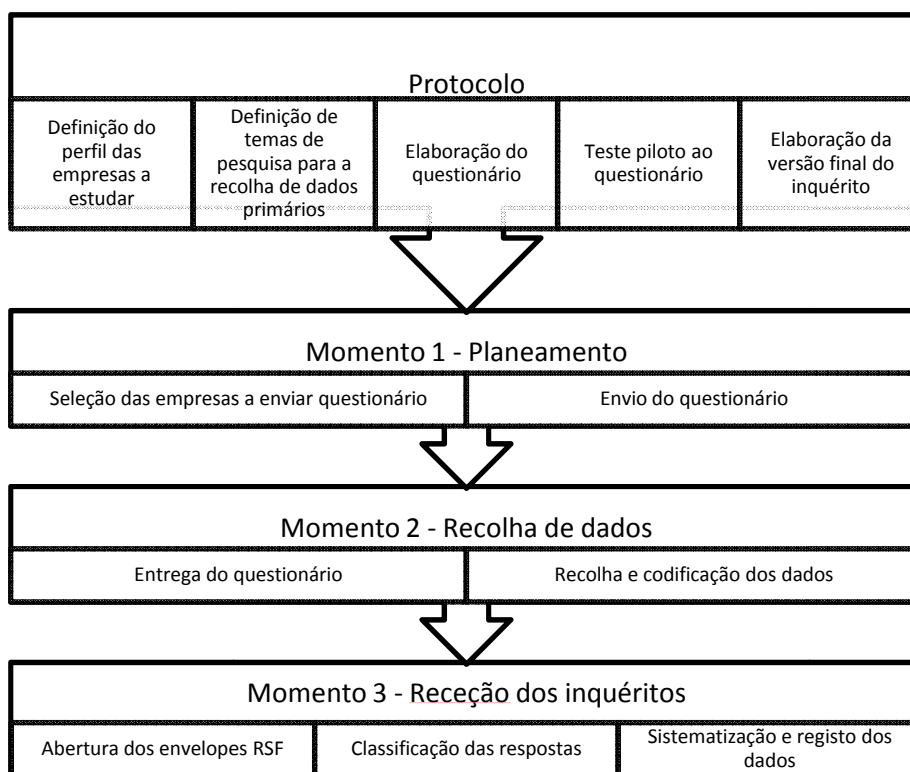 Protocolo
Definição do
perfil das
empresas a
estudar
Definição de
temas de
pesquisa para a
recolha de dados
primários
Elaboração do
questionário
Teste piloto ao
questionário
Elaboração da
versão final do
inquérito
Momento 1 - Planeamento
Seleção das empresas a enviar questionário
Envio do questionário
Momento 2 - Recolha de dados
Entrega do questionário
Recolha e codificação dos dados
Momento 3 - Receção dos inquéritos
Abertura dos envelopes RSF
Classificação das respostas
Sistematização e registo dos
dados